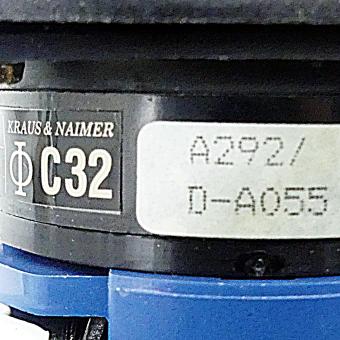 KRAUS & NAIMER
C32
A292/
D-A055